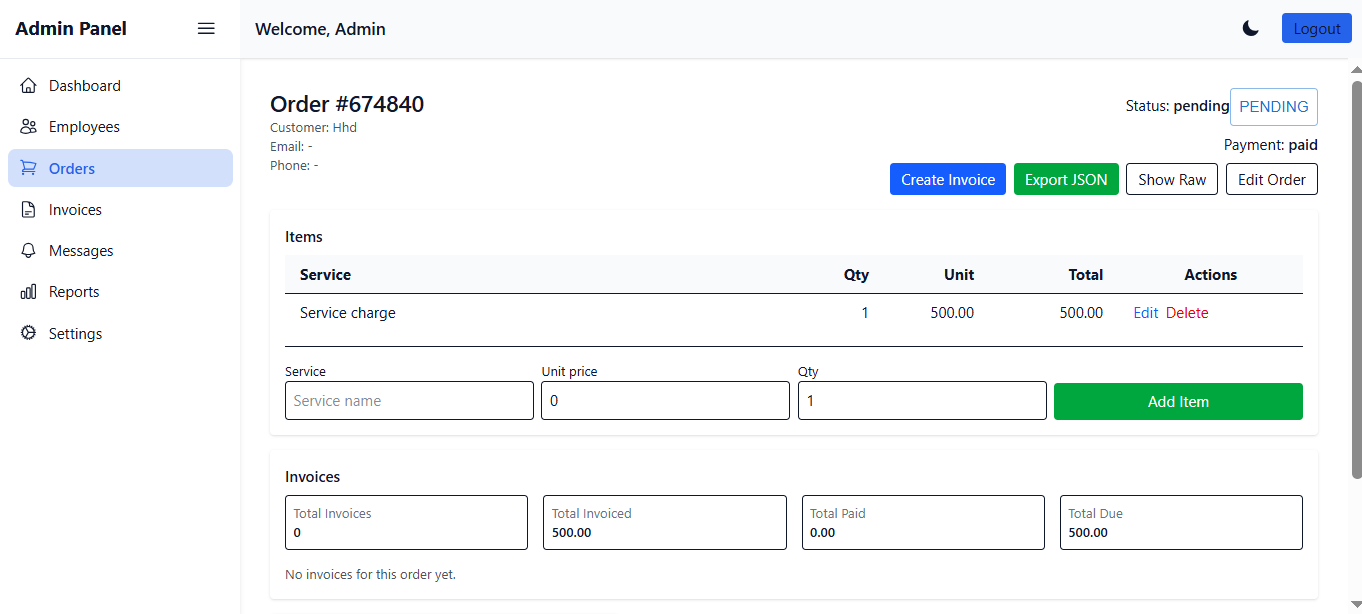 Admin Panel
Welcome, Admin
Logout
Dashboard
Employees
Orders
Invoices
Messages
Reports
Settings
Order #674840
Customer: Hhd
Email: -
Phone: -
Status: pending PENDING
Payment: paid
Create Invoice Export JSON Show Raw Edit Order
Items
Service Qty Unit Total Actions
Service charge 1 500.00 500.00 Edit Delete
Service Unit price Qty
Service name 0 1 Add Item
Invoices
Total Invoices Total Invoiced Total Paid Total Due
0 500.00 0.00 500.00
No invoices for this order yet.